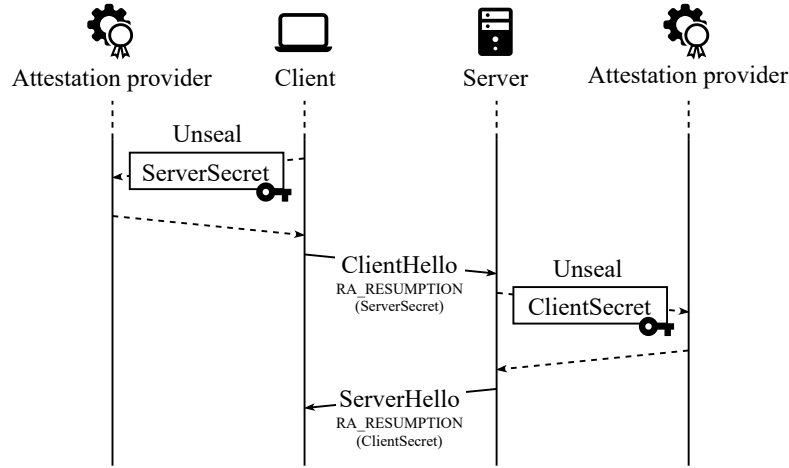 Attestation provider
Client
Server
Attestation provider
Unseal
ServerSecret
ClientHello
RA_RESUMPTION
(ServerSecret)
Unseal
ClientSecret
ServerHello
RA_RESUMPTION
(ClientSecret)